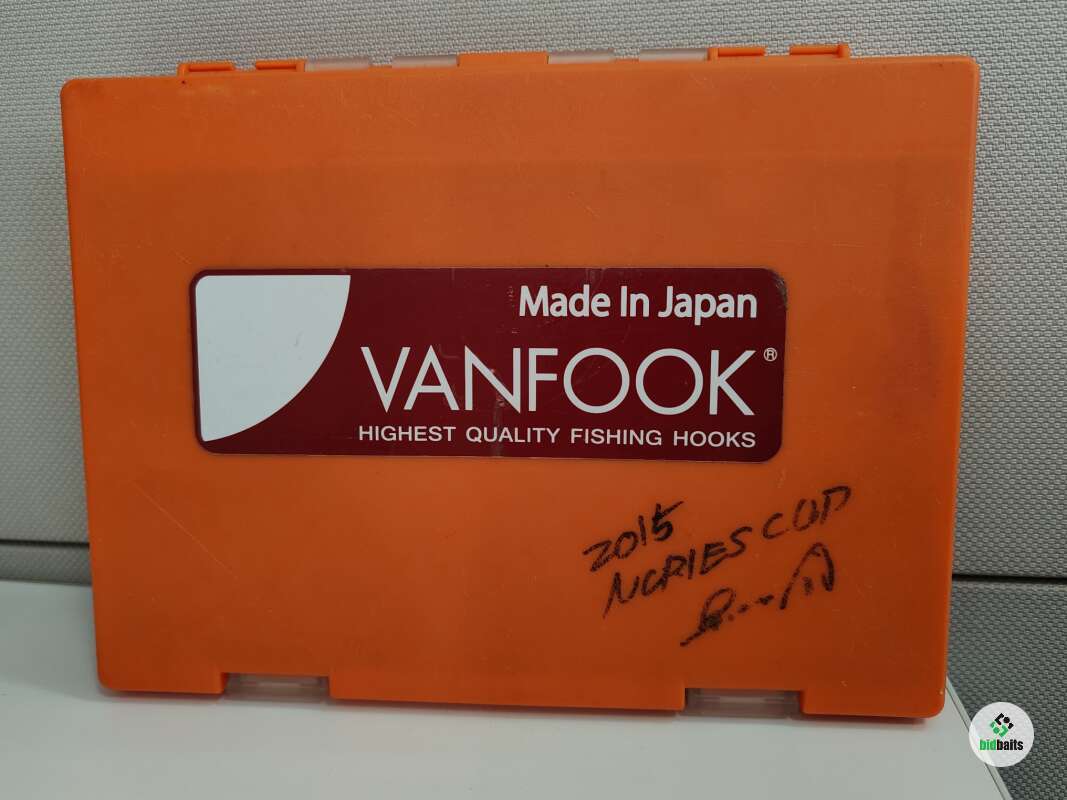 Made In Japan
VANFOOK®
HIGHEST QUALITY FISHING HOOKS
2015
NORIES CUP
bidbaits